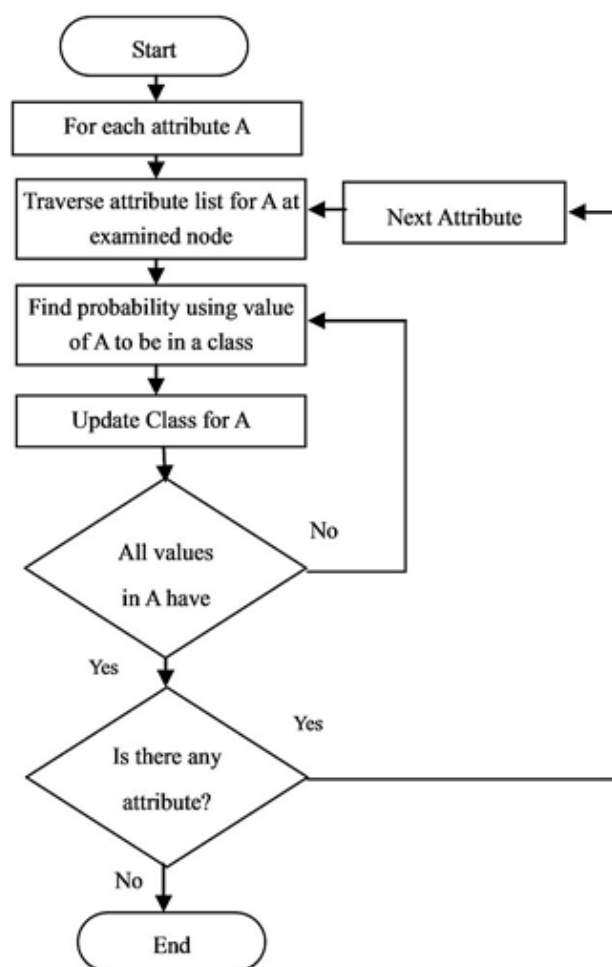 Start
For each attribute A
Traverse attribute list for A at
examined node
Next Attribute
Find probability using value
of A to be in a class
Update Class for A
All values
in A have
No
Yes
Is there any
attribute?
Yes
No
End